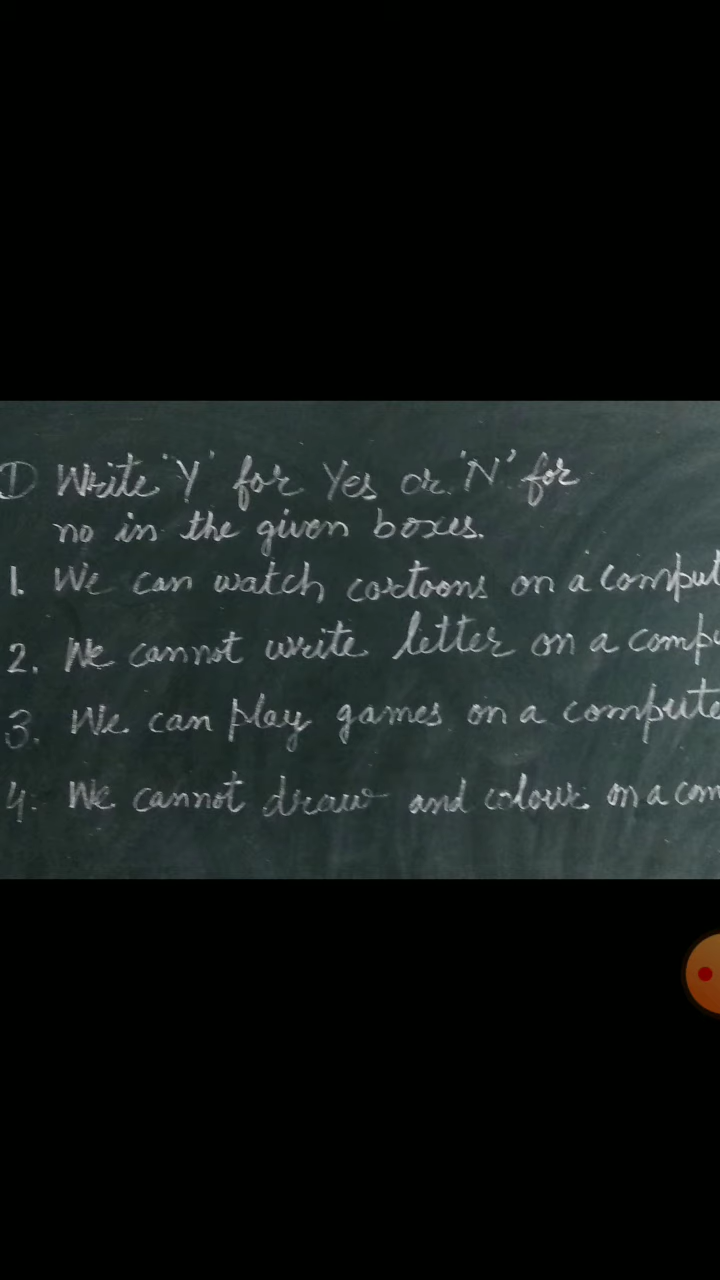 ① Write 'Y' for Yes or 'N' for
no in the given boxes.
1. We can watch cartoons on a comput
2. We cannot write letter on a comp
3. We can play games on a compute
4. We cannot draw and colour on a com